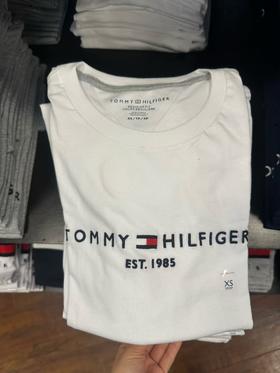 TOMMY HILFIGER
TOMMY HILFIGER
EST. 1985
XS